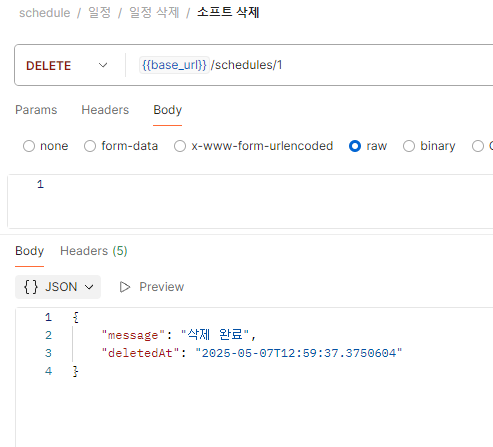 schedule / 일정 / 일정 삭제 / 소프트 삭제
DELETE {{base_url}} /schedules/1
Params Headers Body
none form-data x-www-form-urlencoded raw binary
1
Body Headers (5)
{} JSON Preview
1 {
2 "message": "삭제 완료",
3 "deletedAt": "2025-05-07T12:59:37.3750604"
4 }